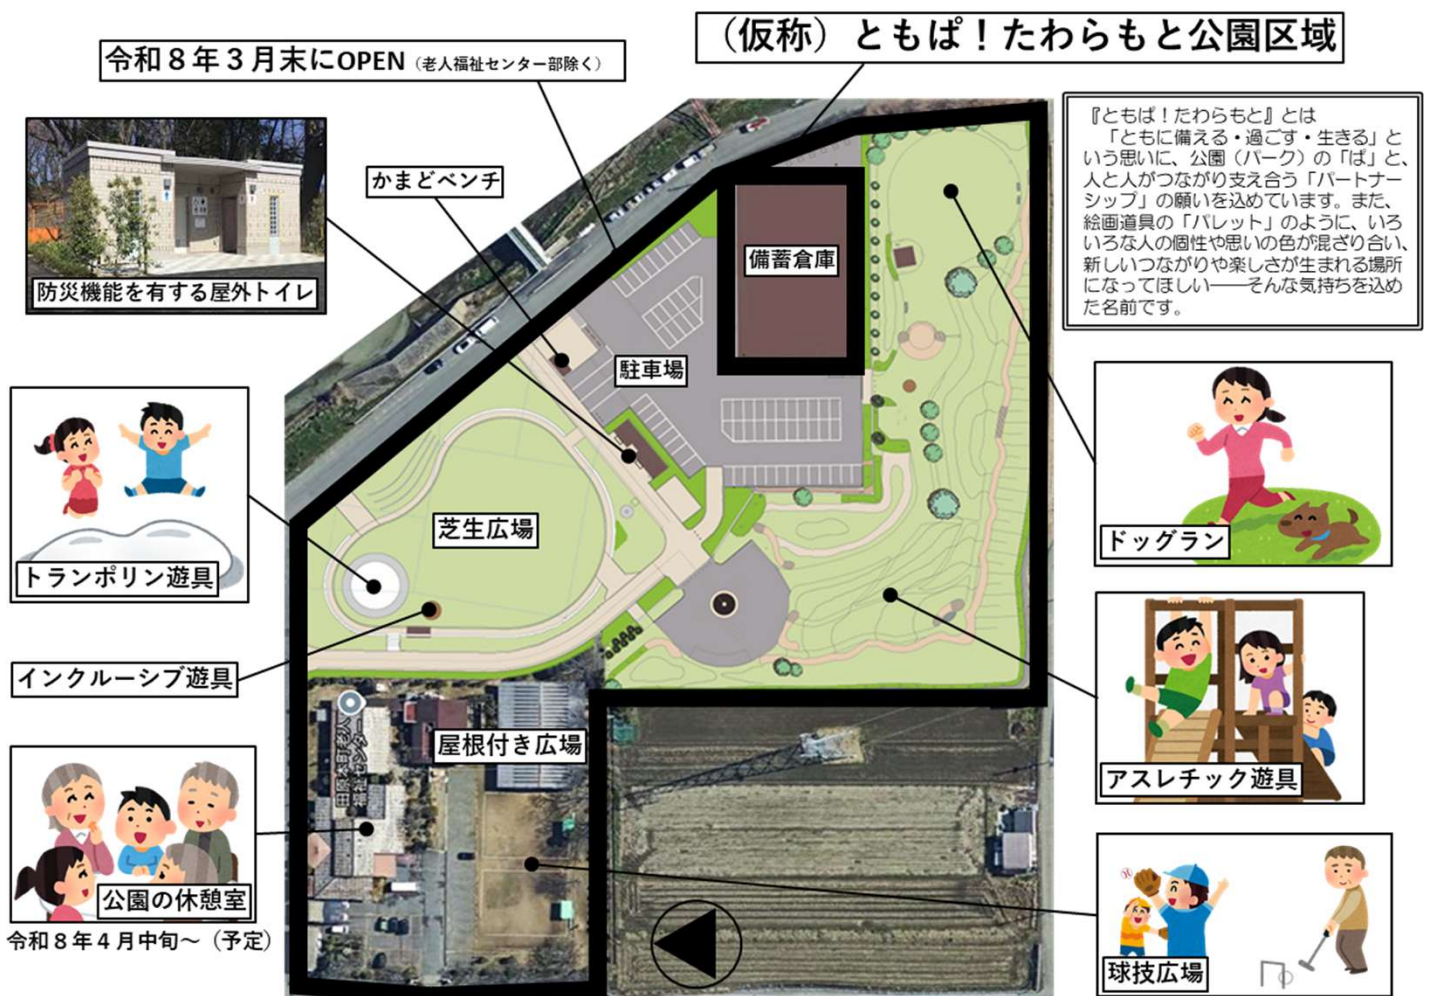 （仮称）ともぱ！たわらもと公園区域
令和８年３月末にOPEN（老人福祉センター部除く）
『ともぱ！たわらもと』とは
「ともに備える・過ごす・生きる」と
いう思いに、公園（パーク）の「ぱ」と、
人と人がつながり支え合う「パートナー
シップ」の願いを込めています。また、
絵画道具の「パレット」のように、いろ
いろな人の個性や思いの色が混ざり合い、
新しいつながりや楽しさが生まれる場所
になってほしい――そんな気持ちを込め
た名前です。
かまどベンチ
備蓄倉庫
防災機能を有する屋外トイレ
駐車場
芝生広場
ドッグラン
トランポリン遊具
インクルーシブ遊具
屋根付き広場
田原本町老人
福祉センター
アスレチック遊具
公園の休憩室
令和８年４月中旬～（予定）
球技広場